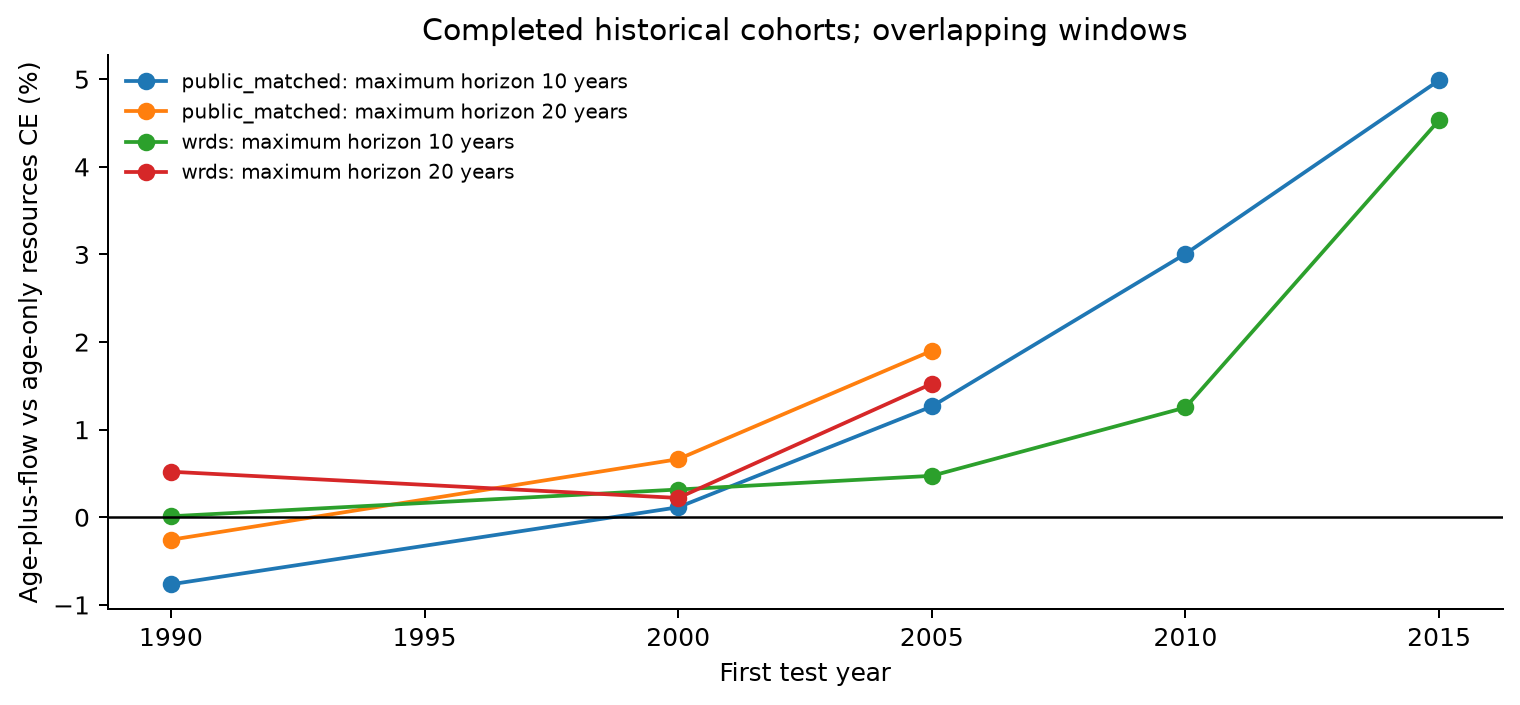 Completed historical cohorts; overlapping windows
Age-plus-flow vs age-only resources CE (%)
5
4
3
2
1
0
−1
public_matched: maximum horizon 10 years
public_matched: maximum horizon 20 years
wrds: maximum horizon 10 years
wrds: maximum horizon 20 years
1990 1995 2000 2005 2010 2015
First test year